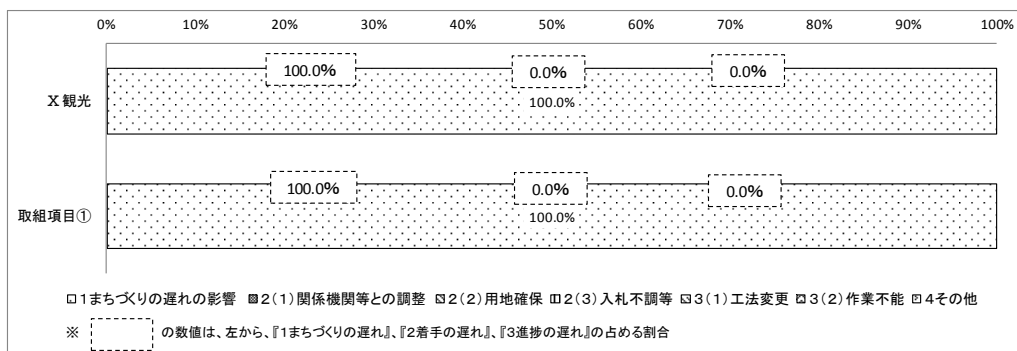 0% 10% 20% 30% 40% 50% 60% 70% 80% 90% 100%
100.0% 0.0% 0.0%
X 観光
100.0%
100.0% 0.0% 0.0%
取組項目①
100.0%
1まちづくりの遅れの影響 2(1)関係機関等との調整 2(2)用地確保 2(3)入札不調等 3(1)工法変更 3(2)作業不能 4その他
※ の数値は、左から、『1まちづくりの遅れ』、『2着手の遅れ』、『3進捗の遅れ』の占める割合